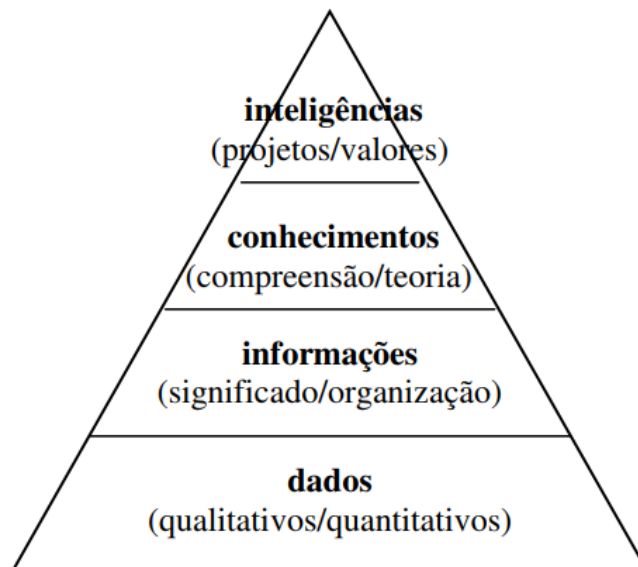 inteligências
(projetos/valores)
conhecimentos
(compreensão/teoria)
informações
(significado/organização)
dados
(qualitativos/quantitativos)